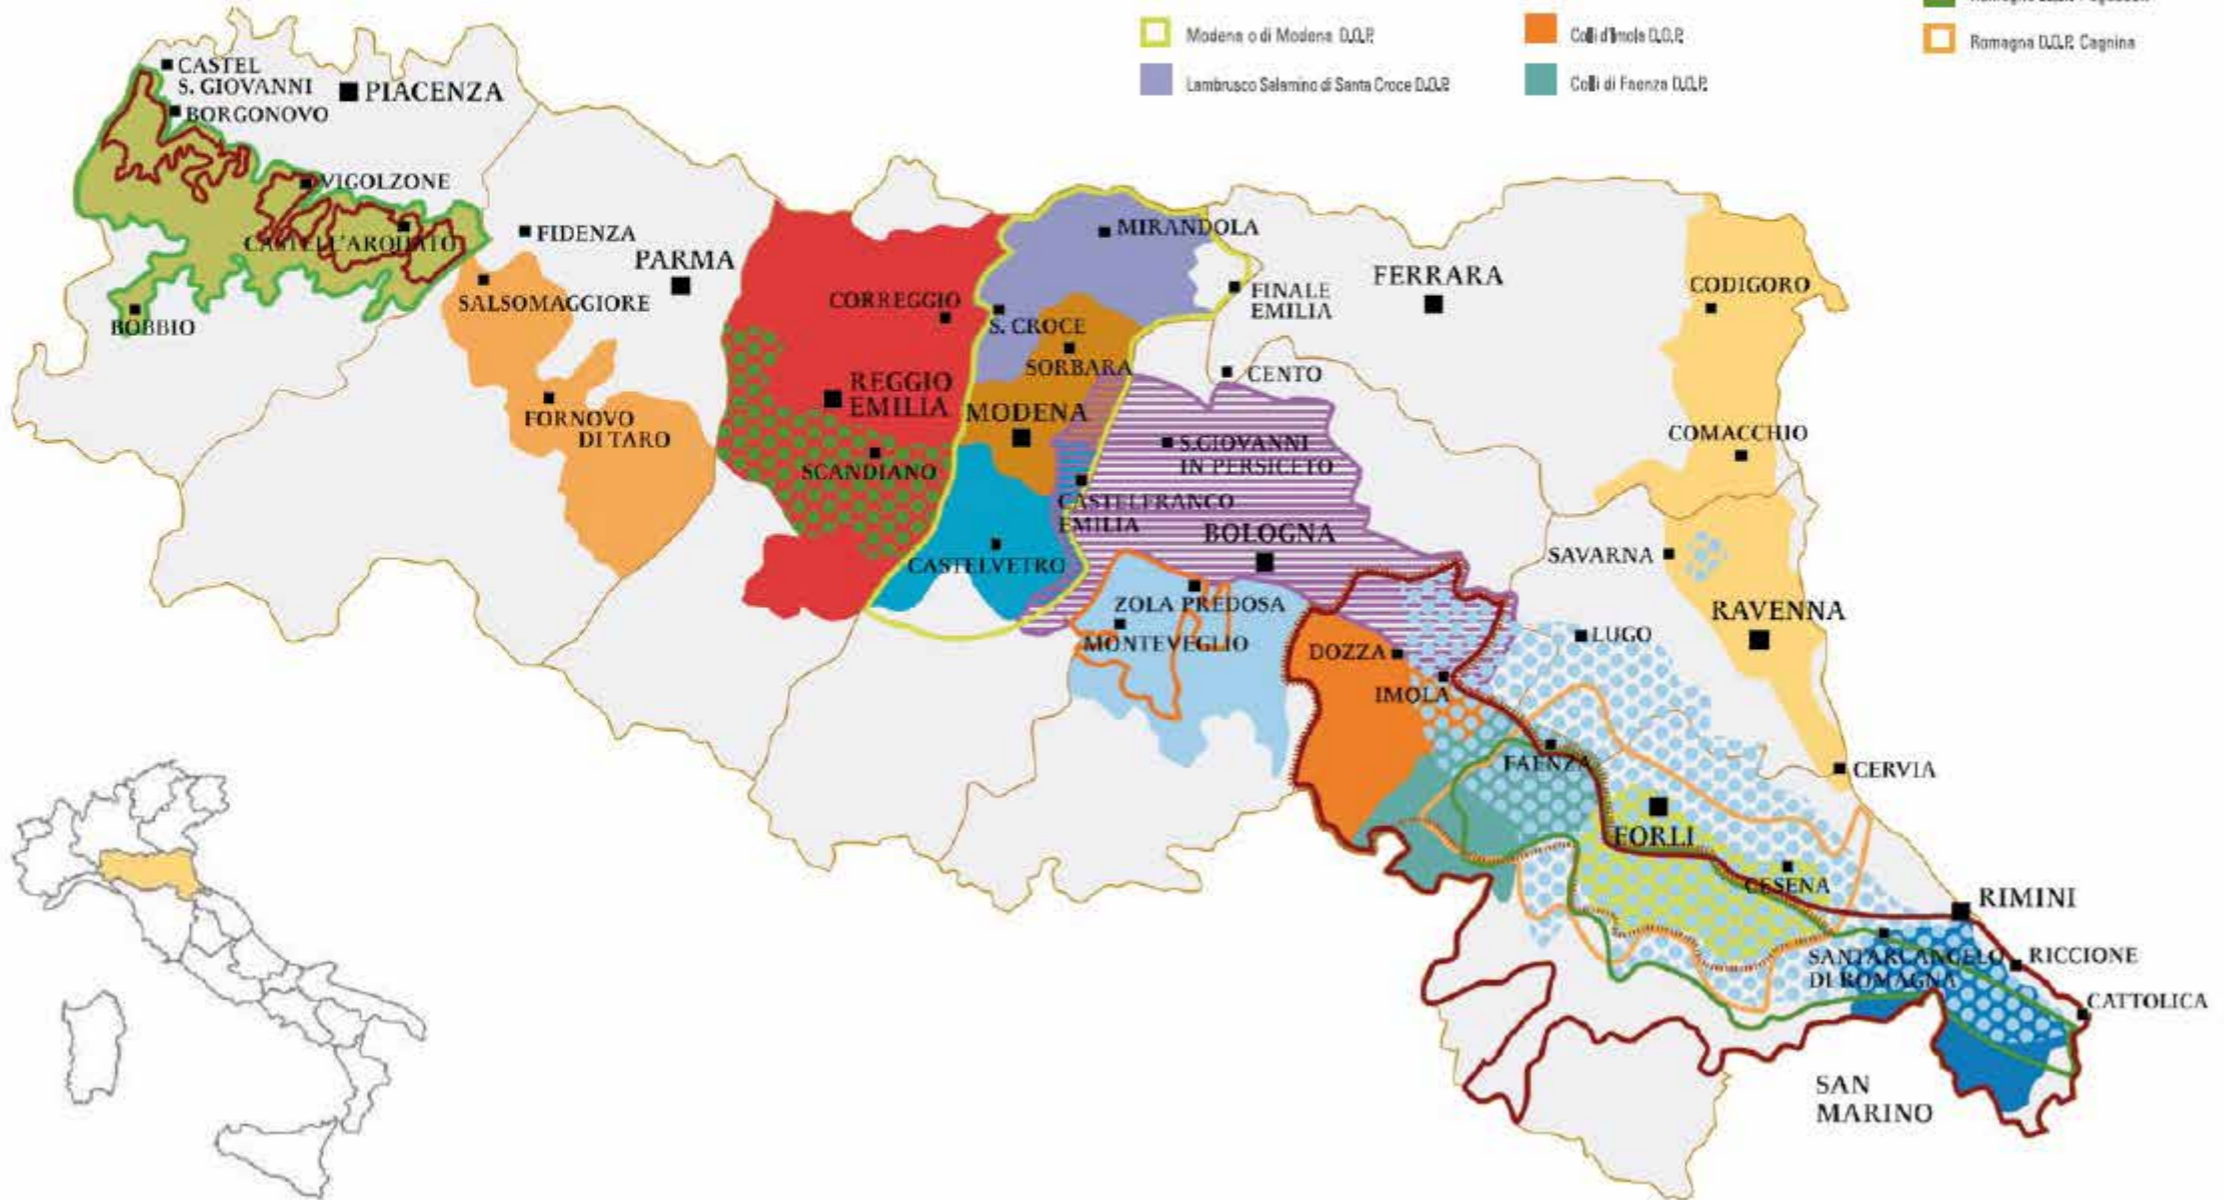 Modena o di Modena D.O.P.
Colli d'Imola D.O.P.
Romagna D.O.P. Cagnina
Lambrusco Salamino di Santa Croce D.O.P.
Colli di Faenza D.O.P.
CASTEL
S. GIOVANNI
PIACENZA
BORGONOVO
VIGOLZONE
CASTELL'ARQUATO
BOBBIO
FIDENZA
PARMA
SALSOMAGGIORE
FORNOVO
DI TARO
CORREGGIO
REGGIO
EMILIA
SCANDIANO
MIRANDOLA
FINALE
EMILIA
S. CROCE
SORBARA
MODENA
CENTO
FERRARA
CODIGORO
COMACCHIO
S.GIOVANNI
IN PERSICETO
CASTELFRANCO
EMILIA
CASTELVETRO
BOLOGNA
ZOLA PREDOSA
MONTEVEGLIO
SAVARNA
RAVENNA
LUGO
DOZZA
IMOLA
FAENZA
CERVIA
FORLI
CESENA
RIMINI
SANTARCANGELO
DI ROMAGNA
RICCIONE
CATTOLICA
SAN
MARINO